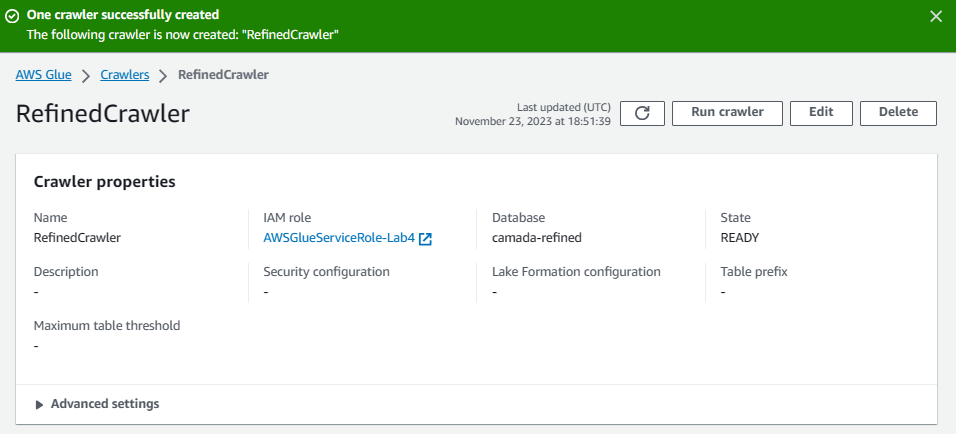 One crawler successfully created
The following crawler is now created: "RefinedCrawler"
AWS Glue > Crawlers > RefinedCrawler
RefinedCrawler
Last updated (UTC)
November 23, 2023 at 18:51:39
Run crawler
Edit
Delete
Crawler properties
Name
RefinedCrawler
IAM role
AWSGlueServiceRole-Lab4
Database
camada-refined
State
READY
Description
-
Security configuration
-
Lake Formation configuration
-
Table prefix
-
Maximum table threshold
-
Advanced settings